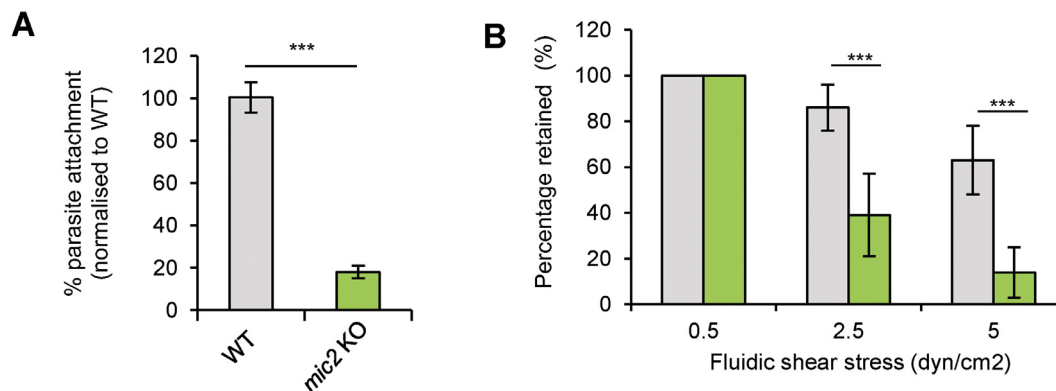 A
% parasite attachment
(normalised to WT)
120
100
80
60
40
20
0
***
WT
mic2 KO
B
Percentage retained (%)
120
100
80
60
40
20
0
***
***
0.5
2.5
5
Fluidic shear stress (dyn/cm2)